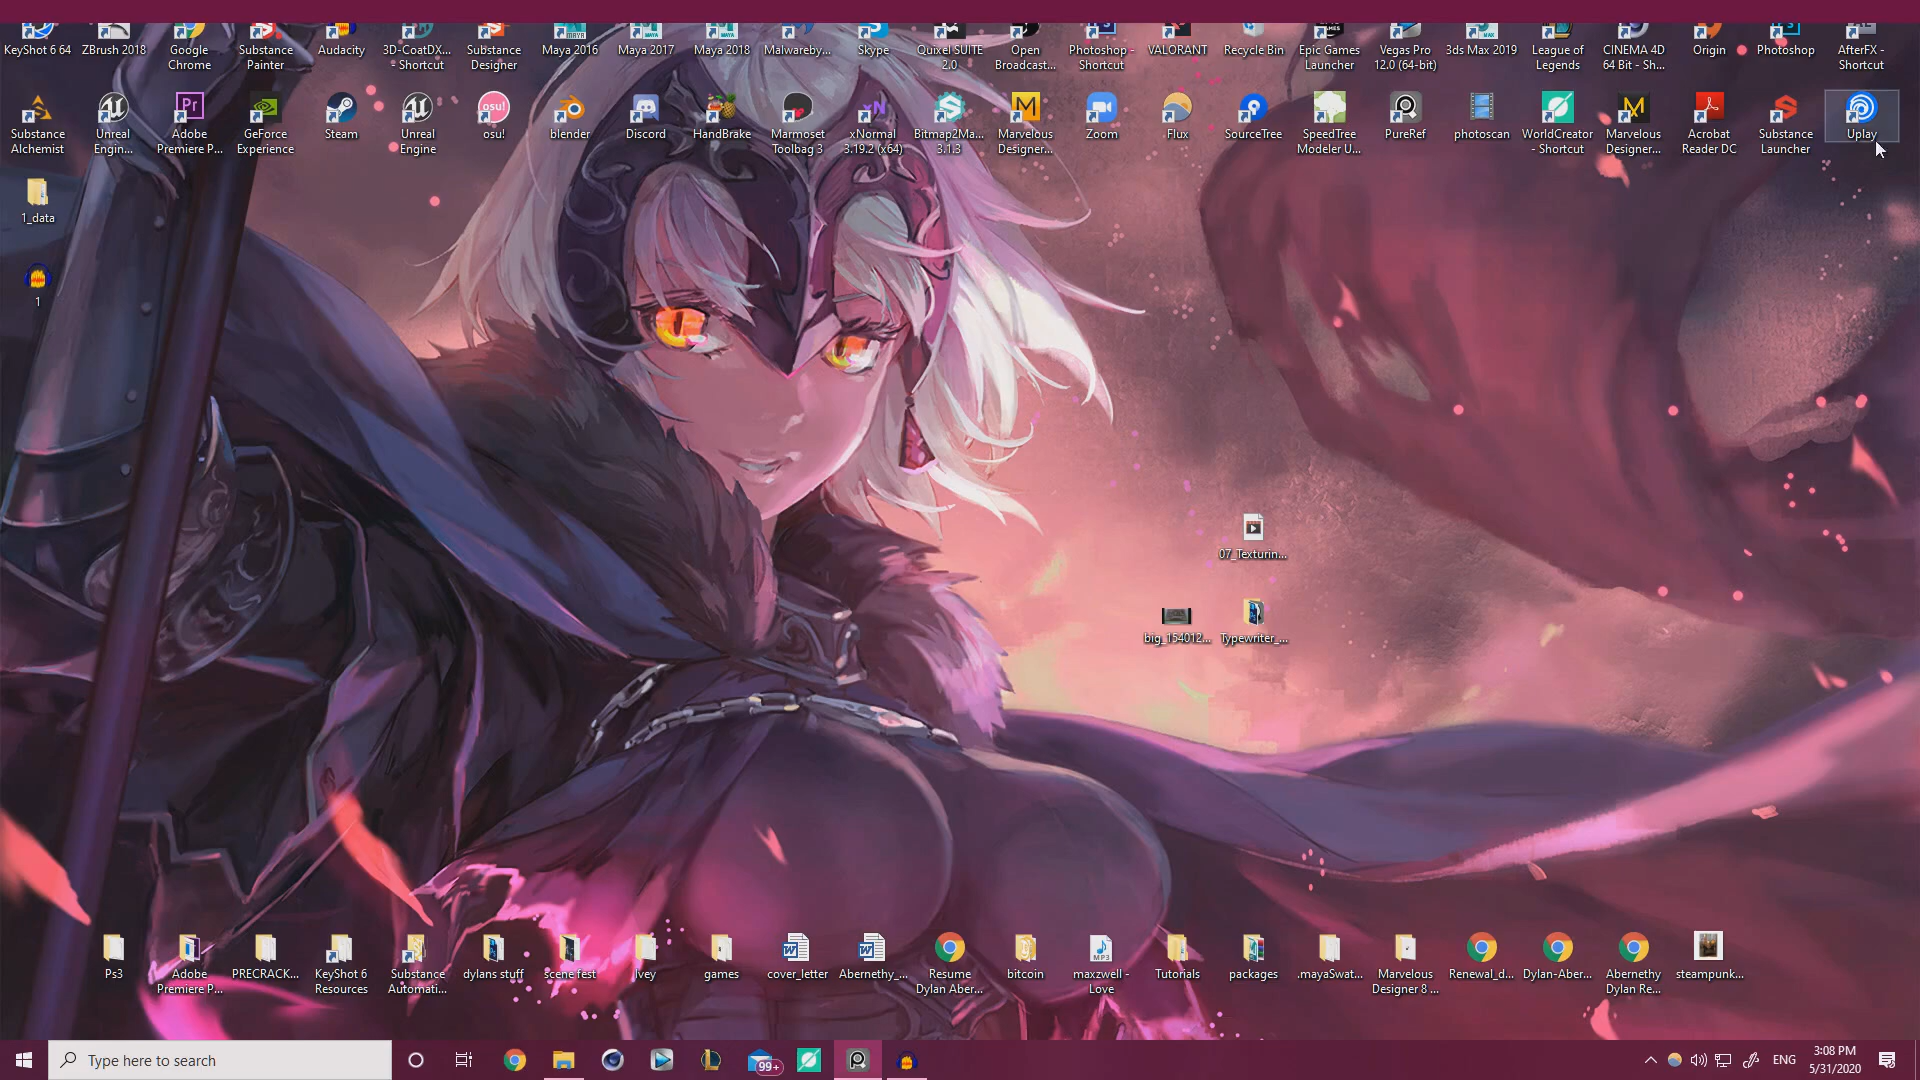 KeyShot 6 64
ZBrush 2018
Google
Chrome
Substance
Painter
Audacity
3D-CoatDX...
- Shortcut
Substance
Designer
Maya 2016
Maya 2017
Maya 2018
Malwareby...
Skype
Quixel SUITE
2.0
Open
Broadcast...
Photoshop -
Shortcut
VALORANT
Recycle Bin
Epic Games
Launcher
Vegas Pro
12.0 (64-bit)
3ds Max 2019
League of
Legends
CINEMA 4D
64 Bit - Sh...
Origin
Photoshop
AfterFX -
Shortcut
Substance
Alchemist
Unreal
Engin...
Adobe
Premiere P...
GeForce
Experience
Steam
Unreal
Engine
osu!
blender
Discord
HandBrake
Marmoset
Toolbag 3
xNormal
3.19.2 (x64)
Bitmap2Ma...
3.1.3
Marvelous
Designer...
Zoom
Flux
SourceTree
SpeedTree
Modeler U...
PureRef
photoscan
WorldCreator
- Shortcut
Marvelous
Designer...
Acrobat
Reader DC
Substance
Launcher
Uplay
1_data
1
07_Texturin...
big_154012...
Typewriter_...
Ps3
Adobe
Premiere P...
PRECRACK...
KeyShot 6
Resources
Substance
Automati...
dylans stuff
scene fest
Ivey
games
cover_letter
Abernethy_...
Resume
Dylan Aber...
bitcoin
maxzwell -
Love
Tutorials
packages
.mayaSwat...
Marvelous
Designer 8 ...
Renewal_d...
Dylan-Aber...
Abernethy
Dylan Re...
steampunk...
Type here to search
99+
ENG
3:08 PM
5/31/2020